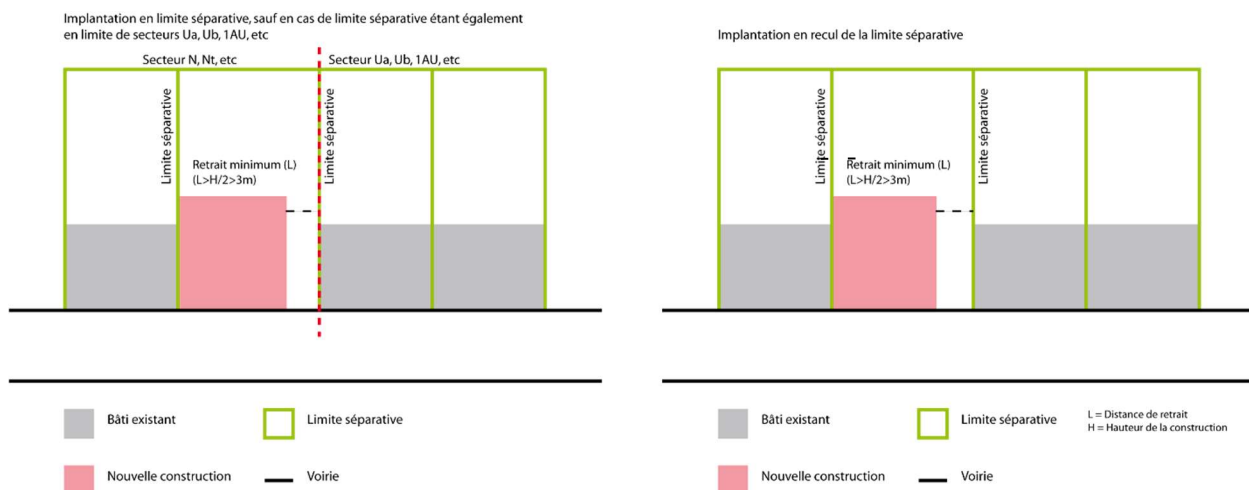 Implantation en limite séparative, sauf en cas de limite séparative étant également
en limite de secteurs Ua, Ub, 1AU, etc
Secteur N, Nt, etc
Secteur Ua, Ub, 1AU, etc
Limite séparative
Retrait minimum (L)
(L>H/2>3m)
Limite séparative
Bâti existant
Limite séparative
Nouvelle construction
Voirie
Implantation en recul de la limite séparative
Limite séparative
Retrait minimum (L)
(L>H/2>3m)
Limite séparative
Bâti existant
Limite séparative
L = Distance de retrait
H = Hauteur de la construction
Nouvelle construction
Voirie